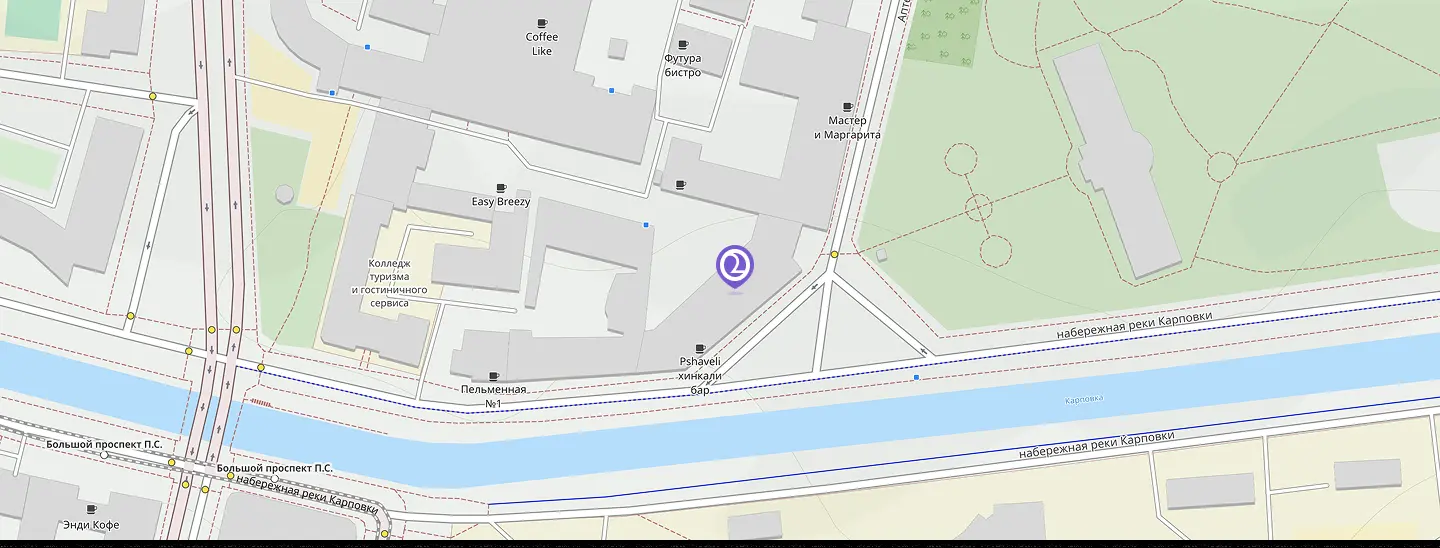 Апте
Coffee
Like
Футура
бистро
Мастер
и Маргарита
Easy Breezy
Колледж
туризма
и гостиничного
сервиса
набережная реки Карповки
Pshaveli
хинкали
бар
Пельменная
№1
Карповка
набережная реки Карповки
Большой проспект П.С.
Большой проспект П.С.
набережная реки Карповки
Энди Кофе